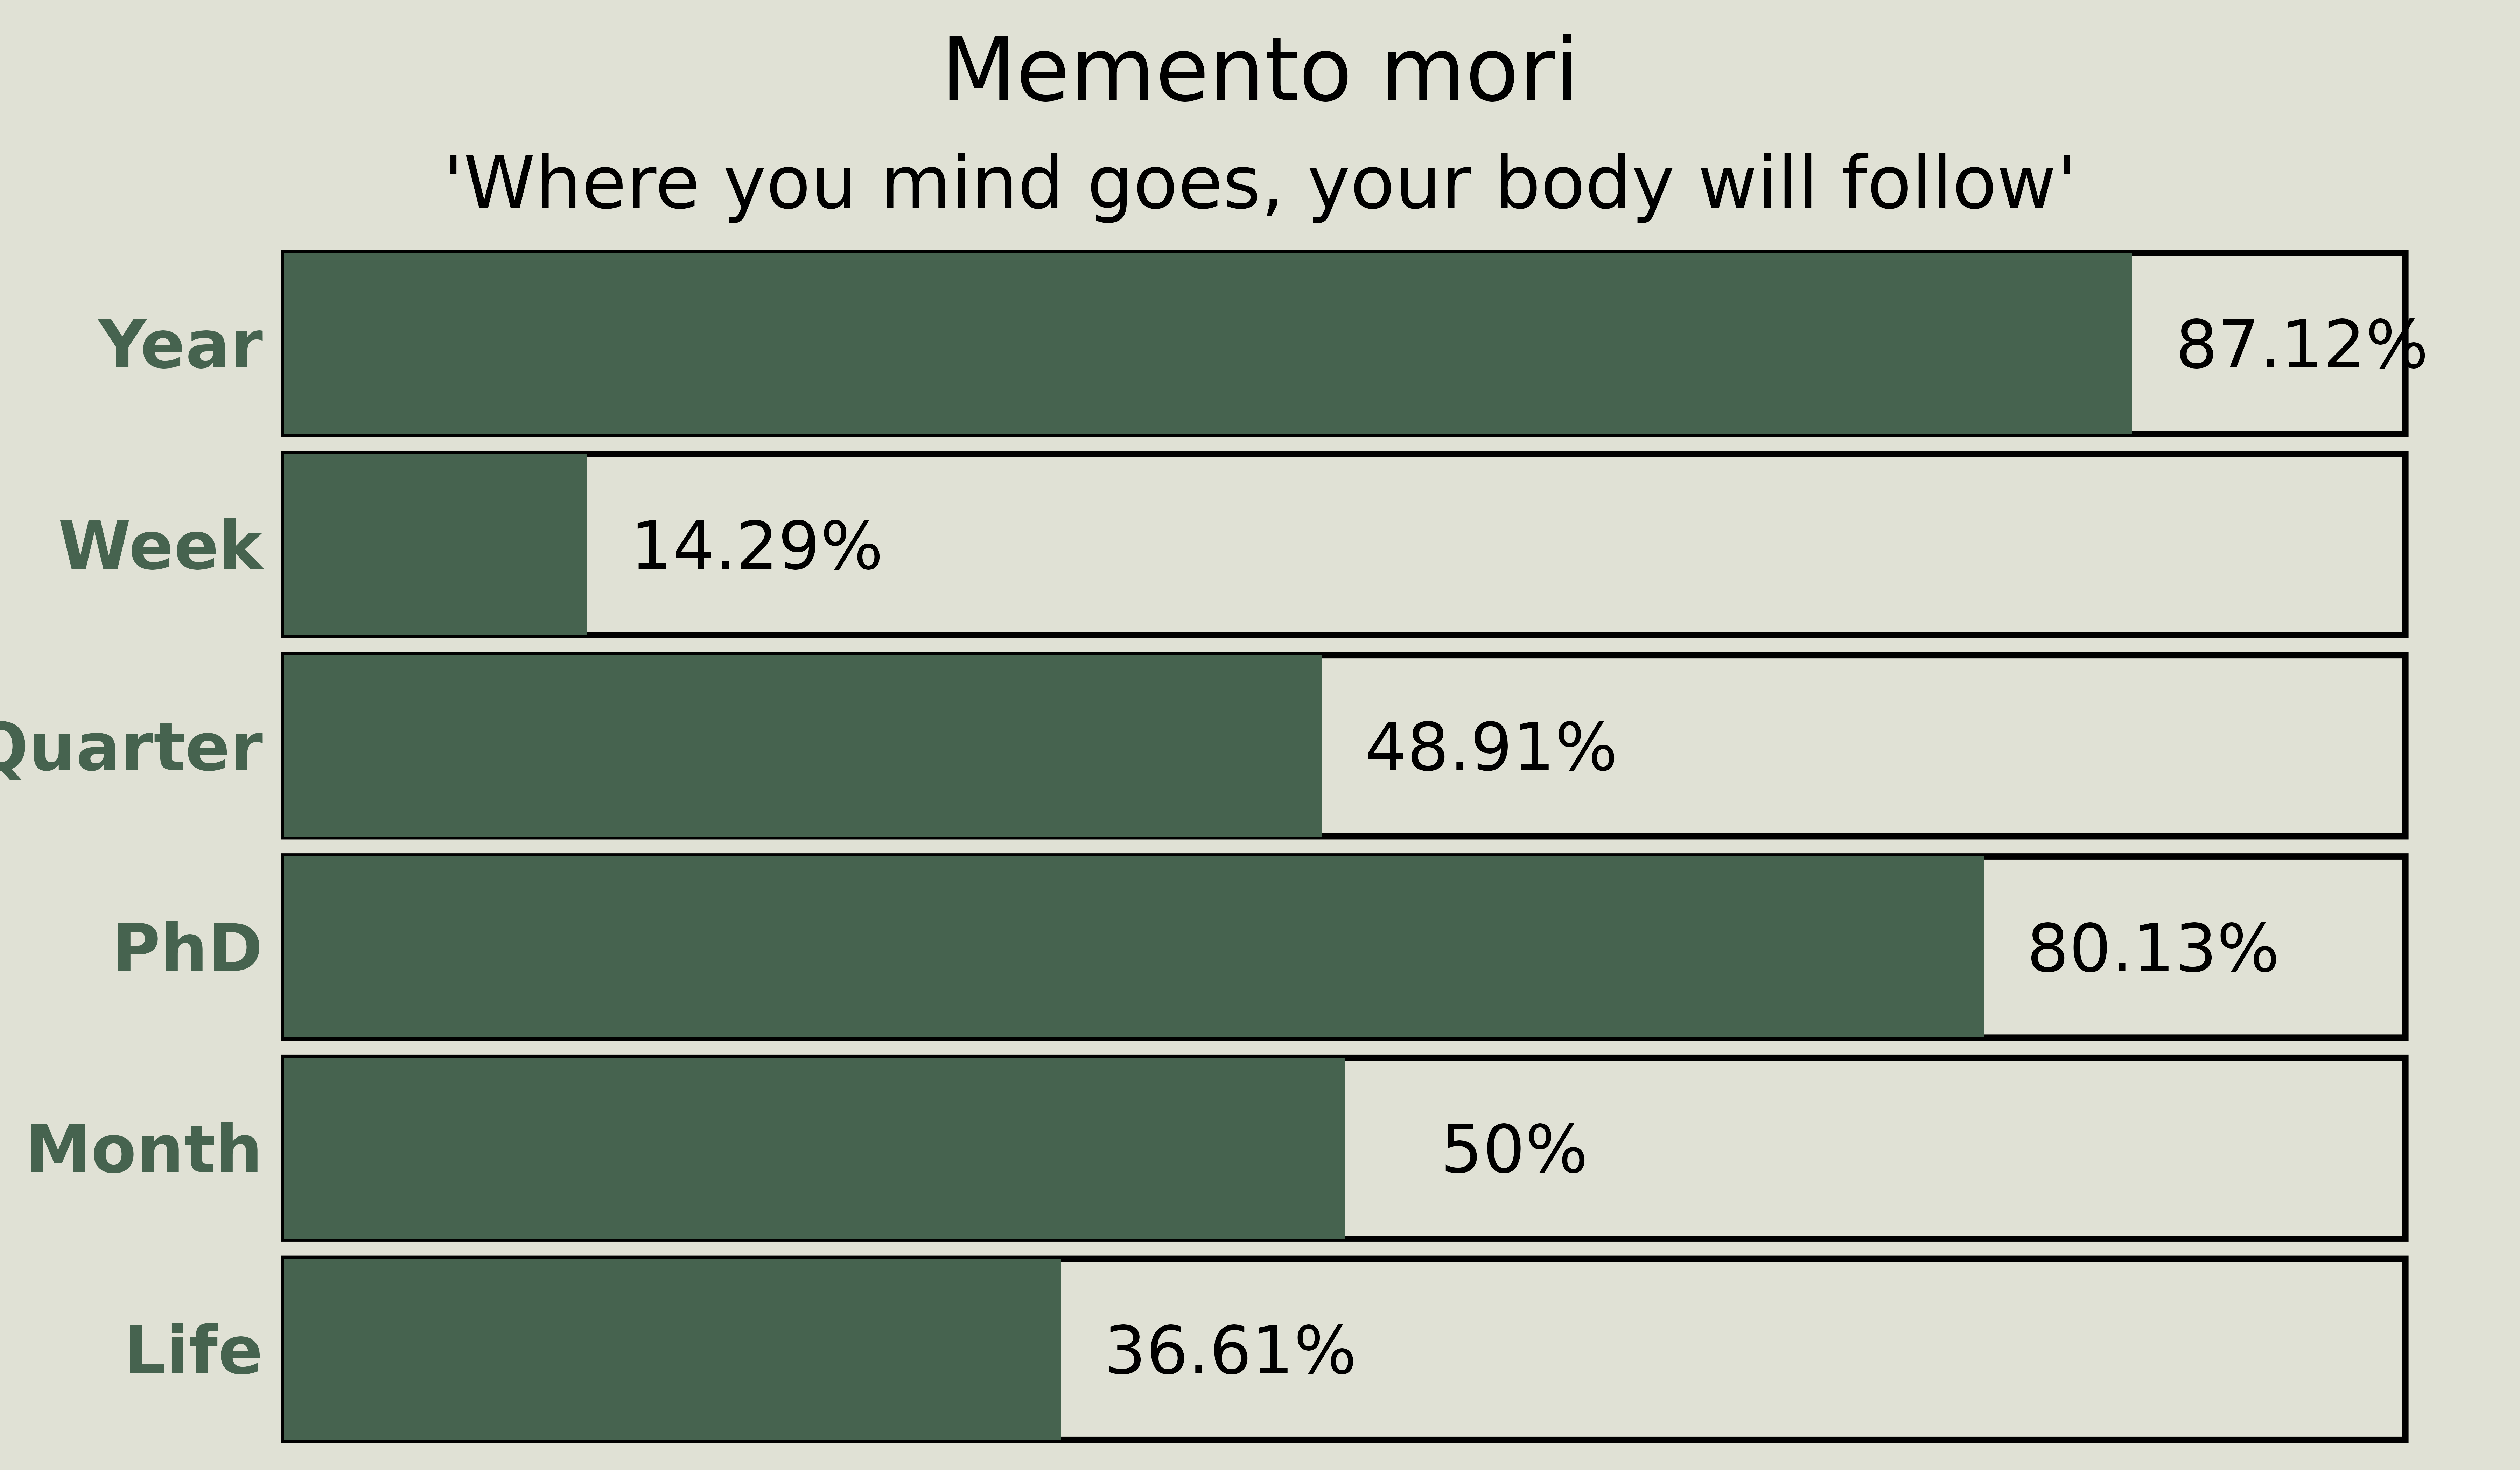 Memento mori
'Where you mind goes, your body will follow'
Year 87.12%
Week 14.29%
Quarter 48.91%
PhD 80.13%
Month 50%
Life 36.61%